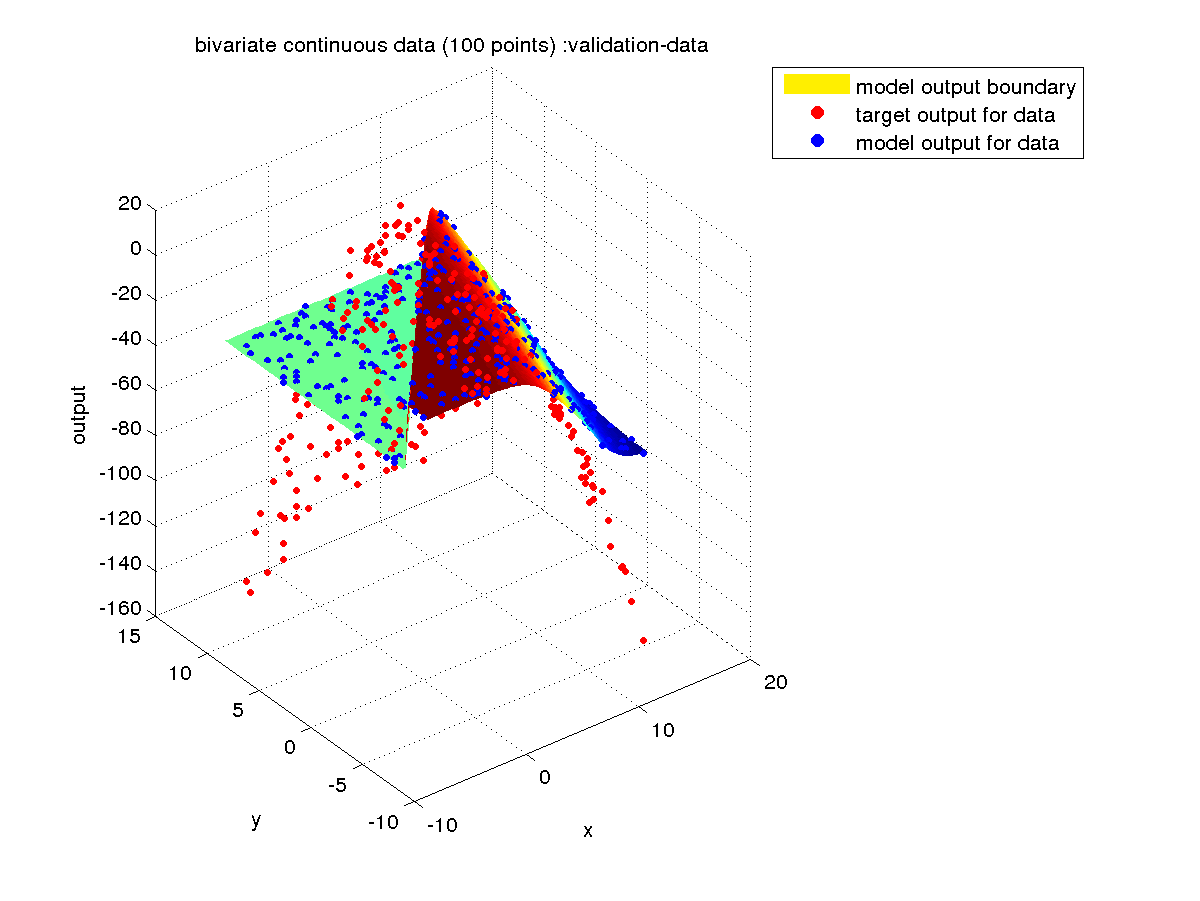 bivariate continuous data (100 points) :validation-data
model output boundary
target output for data
model output for data
20
0
-20
-40
-60
-80
-100
-120
-140
-160
output
15
10
5
0
-5
-10
y
-10
0
10
20
x